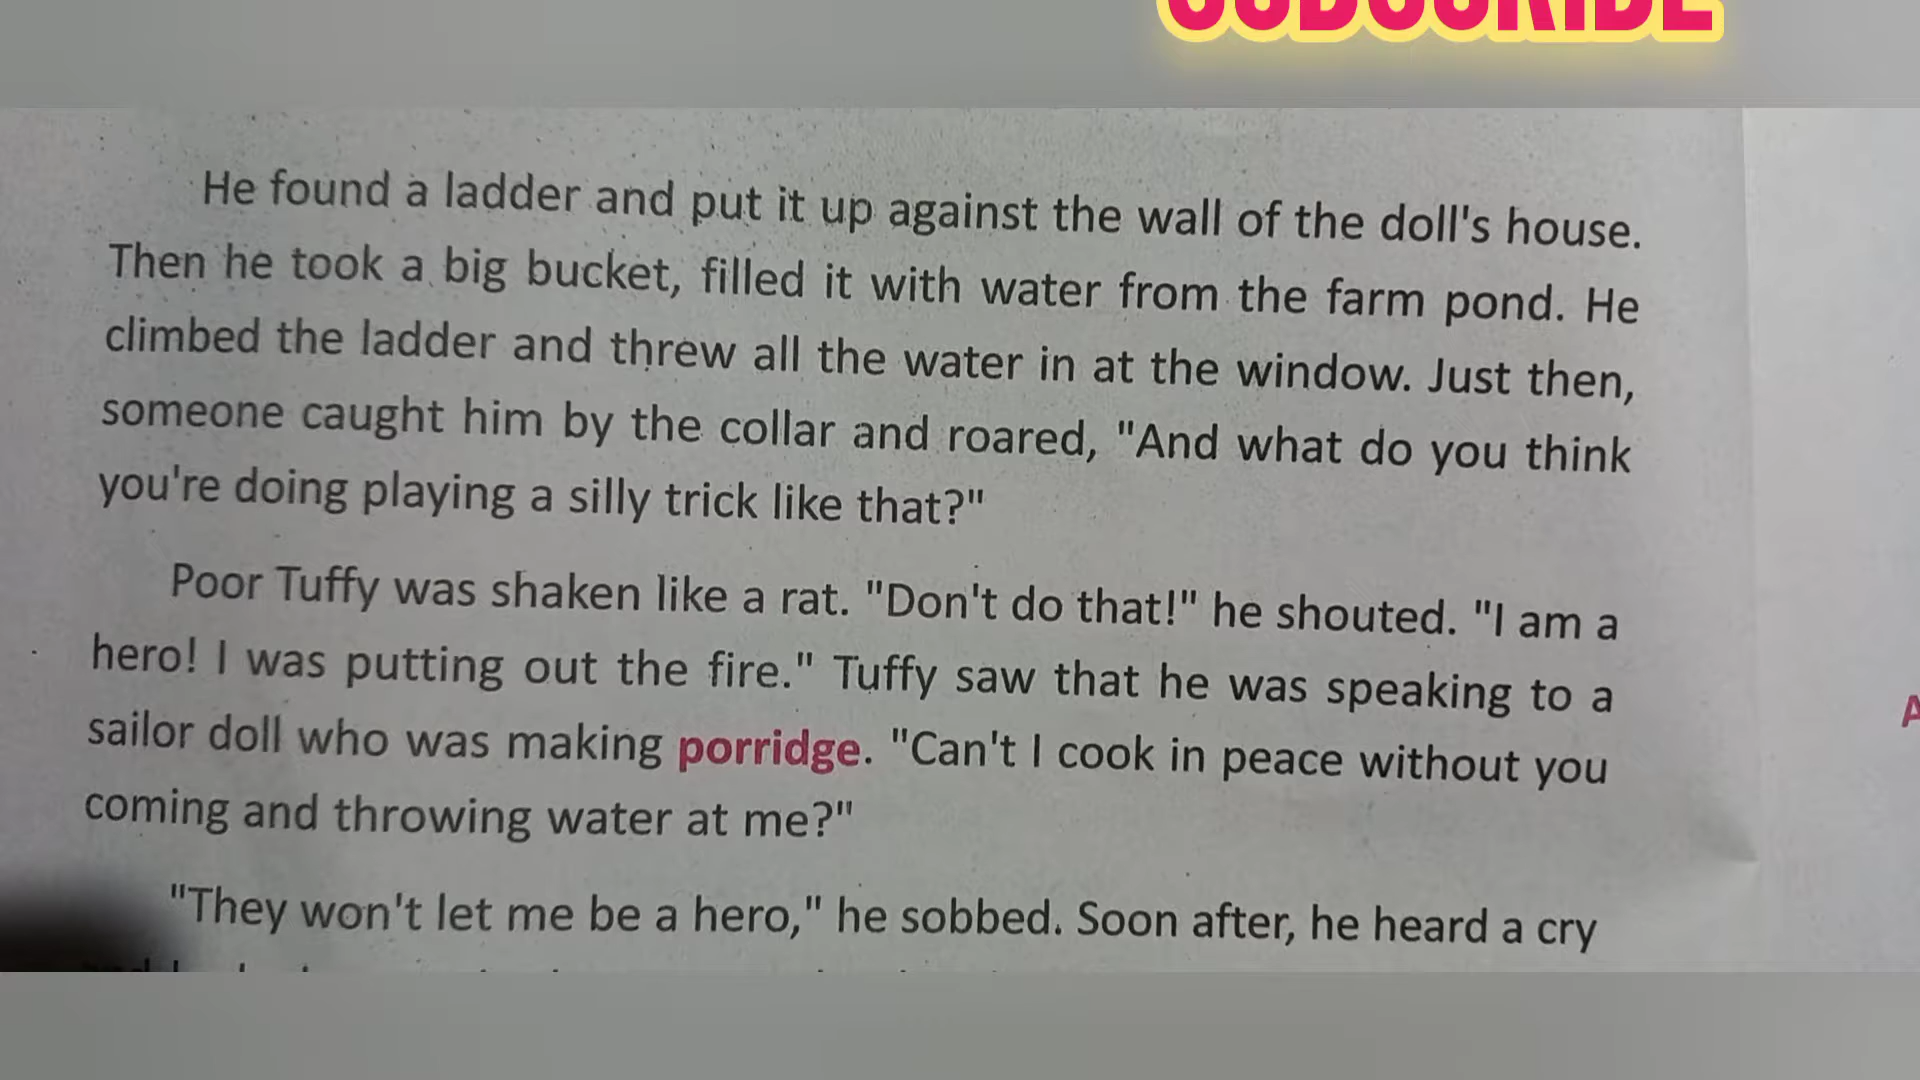 SUBSCRIBE
He found a ladder and put it up against the wall of the doll's house.
Then he took a big bucket, filled it with water from the farm pond. He
climbed the ladder and threw all the water in at the window. Just then,
someone caught him by the collar and roared, "And what do you think
you're doing playing a silly trick like that?"
Poor Tuffy was shaken like a rat. "Don't do that!" he shouted. "I am a
hero! I was putting out the fire." Tuffy saw that he was speaking to a
sailor doll who was making porridge. "Can't I cook in peace without you
coming and throwing water at me?"
"They won't let me be a hero," he sobbed. Soon after, he heard a cry